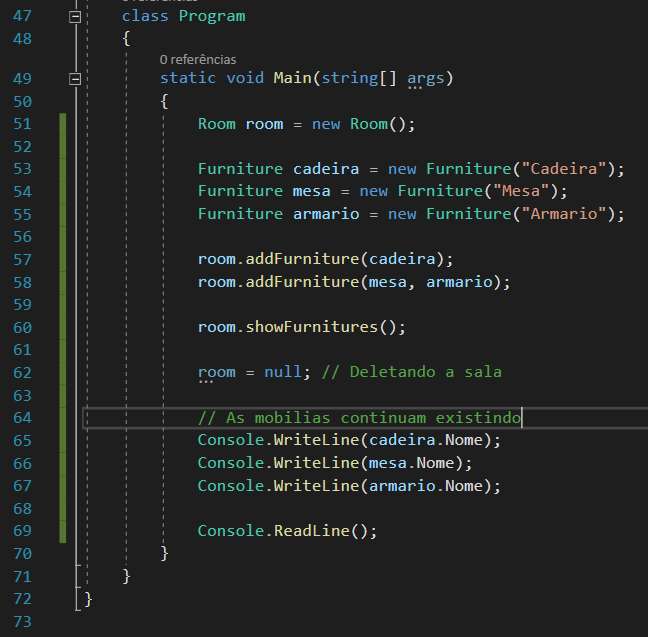 0 referências
47 class Program
48 {
0 referências
49 static void Main(string[] args)
50 {
51 Room room = new Room();
52
53 Furniture cadeira = new Furniture("Cadeira");
54 Furniture mesa = new Furniture("Mesa");
55 Furniture armario = new Furniture("Armario");
56
57 room.addFurniture(cadeira);
58 room.addFurniture(mesa, armario);
59
60 room.showFurnitures();
61
62 room = null; // Deletando a sala
63
64 // As mobilias continuam existindo
65 Console.WriteLine(cadeira.Nome);
66 Console.WriteLine(mesa.Nome);
67 Console.WriteLine(armario.Nome);
68
69 Console.ReadLine();
70 }
71 }
72 }
73